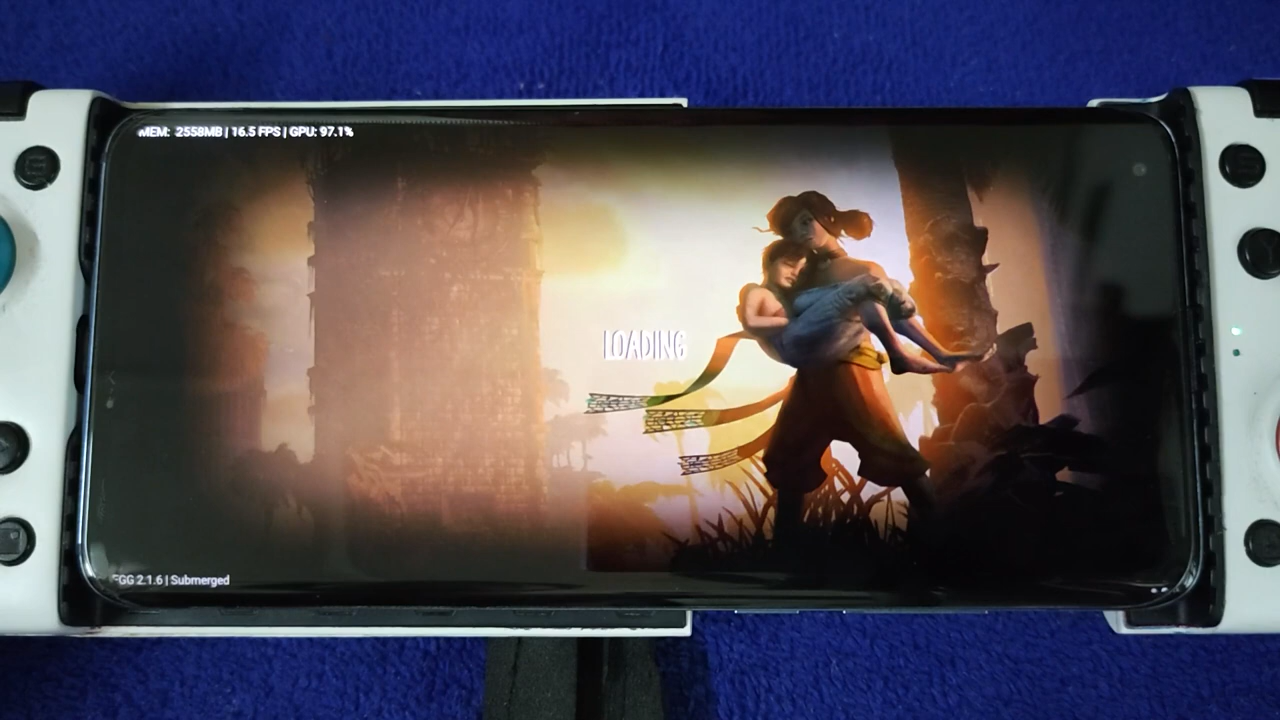 MEM: 2558MB | 16.5 FPS | GPU: 97.1%
LOADING
EGG 2.1.6 | Submerged